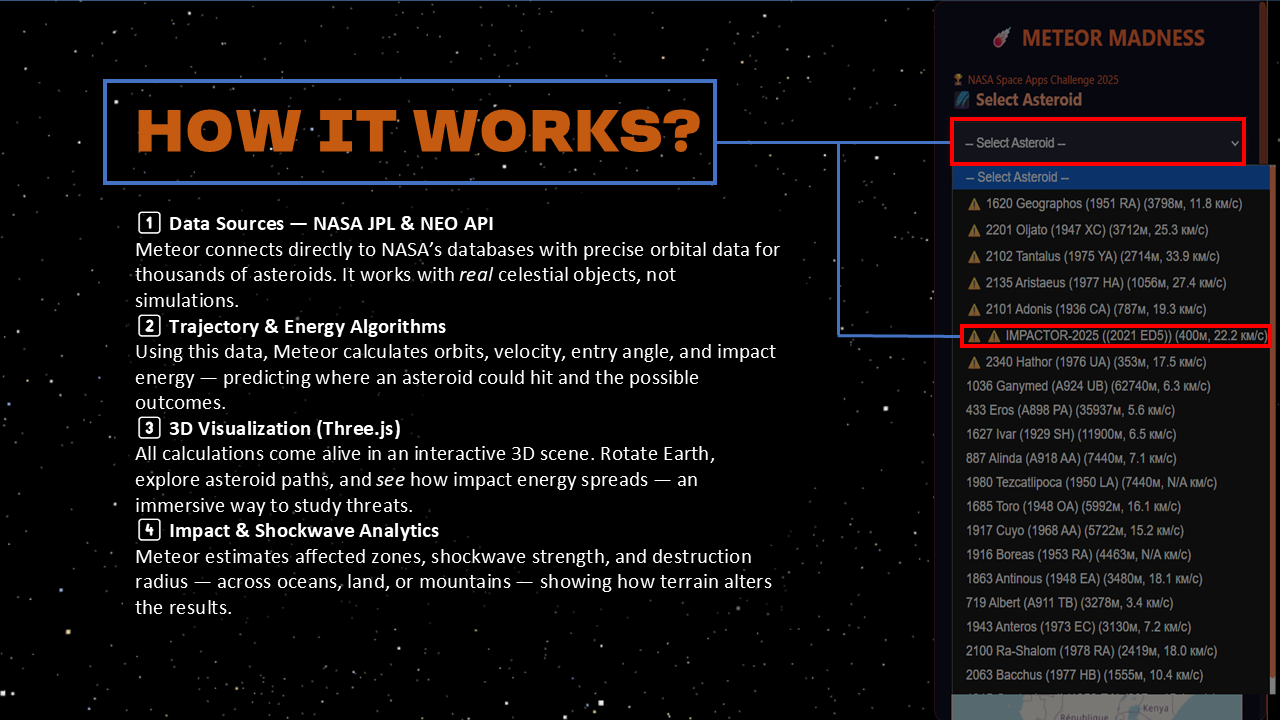 HOW IT WORKS?
1 Data Sources — NASA JPL & NEO API
Meteor connects directly to NASA’s databases with precise orbital data for
thousands of asteroids. It works with real celestial objects, not
simulations.
2 Trajectory & Energy Algorithms
Using this data, Meteor calculates orbits, velocity, entry angle, and impact
energy — predicting where an asteroid could hit and the possible
outcomes.
3 3D Visualization (Three.js)
All calculations come alive in an interactive 3D scene. Rotate Earth,
explore asteroid paths, and see how impact energy spreads — an
immersive way to study threats.
4 Impact & Shockwave Analytics
Meteor estimates affected zones, shockwave strength, and destruction
radius — across oceans, land, or mountains — showing how terrain alters
the results.
METEOR MADNESS
NASA Space Apps Challenge 2025
Select Asteroid
-- Select Asteroid --
-- Select Asteroid --
1620 Geographos (1951 RA) (3798м, 11.8 км/с)
2201 Oljato (1947 XC) (3712м, 25.3 км/с)
2102 Tantalus (1975 YA) (2714м, 33.9 км/с)
2135 Aristaeus (1977 HA) (1056м, 27.4 км/с)
2101 Adonis (1936 CA) (787м, 19.3 км/с)
IMPACTOR-2025 ((2021 ED5)) (400м, 22.2 км/с)
2340 Hathor (1976 UA) (353м, 17.5 км/с)
1036 Ganymed (A924 UB) (62740м, 6.3 км/с)
433 Eros (A898 PA) (35937м, 5.6 км/с)
1627 Ivar (1929 SH) (11900м, 6.5 км/с)
887 Alinda (A918 AA) (7440м, 7.1 км/с)
1980 Tezcatlipoca (1950 LA) (7440м, N/A км/с)
1685 Toro (1948 OA) (5992м, 16.1 км/с)
1917 Cuyo (1968 AA) (5722м, 15.2 км/с)
1916 Boreas (1953 RA) (4463м, N/A км/с)
1863 Antinous (1948 EA) (3480м, 18.1 км/с)
719 Albert (A911 TB) (3278м, 3.4 км/с)
1943 Anteros (1973 EC) (3130м, 7.2 км/с)
2100 Ra-Shalom (1978 RA) (2419м, 18.0 км/с)
2063 Bacchus (1977 HB) (1555м, 10.4 км/с)
Kenya
République